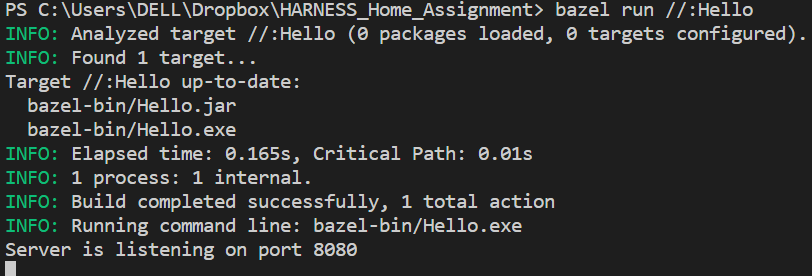 PS C:\Users\DELL\Dropbox\HARNESS_Home_Assignment> bazel run //:Hello
INFO: Analyzed target //:Hello (0 packages loaded, 0 targets configured).
INFO: Found 1 target...
Target //:Hello up-to-date:
  bazel-bin/Hello.jar
  bazel-bin/Hello.exe
INFO: Elapsed time: 0.165s, Critical Path: 0.01s
INFO: 1 process: 1 internal.
INFO: Build completed successfully, 1 total action
INFO: Running command line: bazel-bin/Hello.exe
Server is listening on port 8080